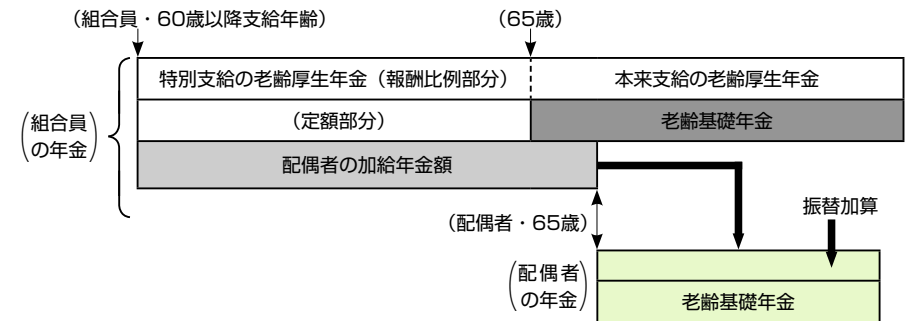 （組合員・60歳以降支給年齢）
（65歳）
特別支給の老齢厚生年金（報酬比例部分）
本来支給の老齢厚生年金
（組合員
の年金）
（定額部分）
老齢基礎年金
配偶者の加給年金額
振替加算
（配偶者・65歳）
（配偶者
の年金）
老齢基礎年金